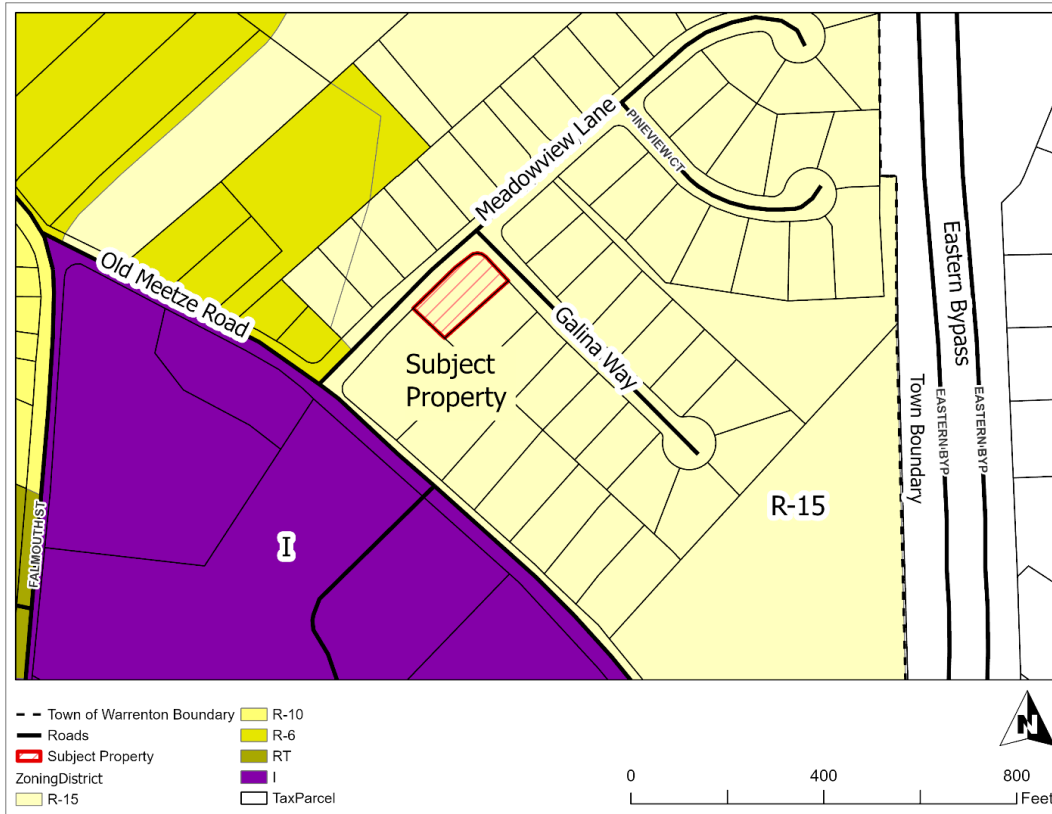 Meadowview Lane
PINEVIEW CT
Old Meetze Road
Eastern Bypass
Galina Way
Subject
Property
Town Boundary
EASTERN BYP
EASTERN BYP
R-15
FALMOUTH ST
I
Town of Warrenton Boundary
Roads
Subject Property
ZoningDistrict
R-15
R-10
R-6
RT
I
TaxParcel
N
0 400 800
Feet